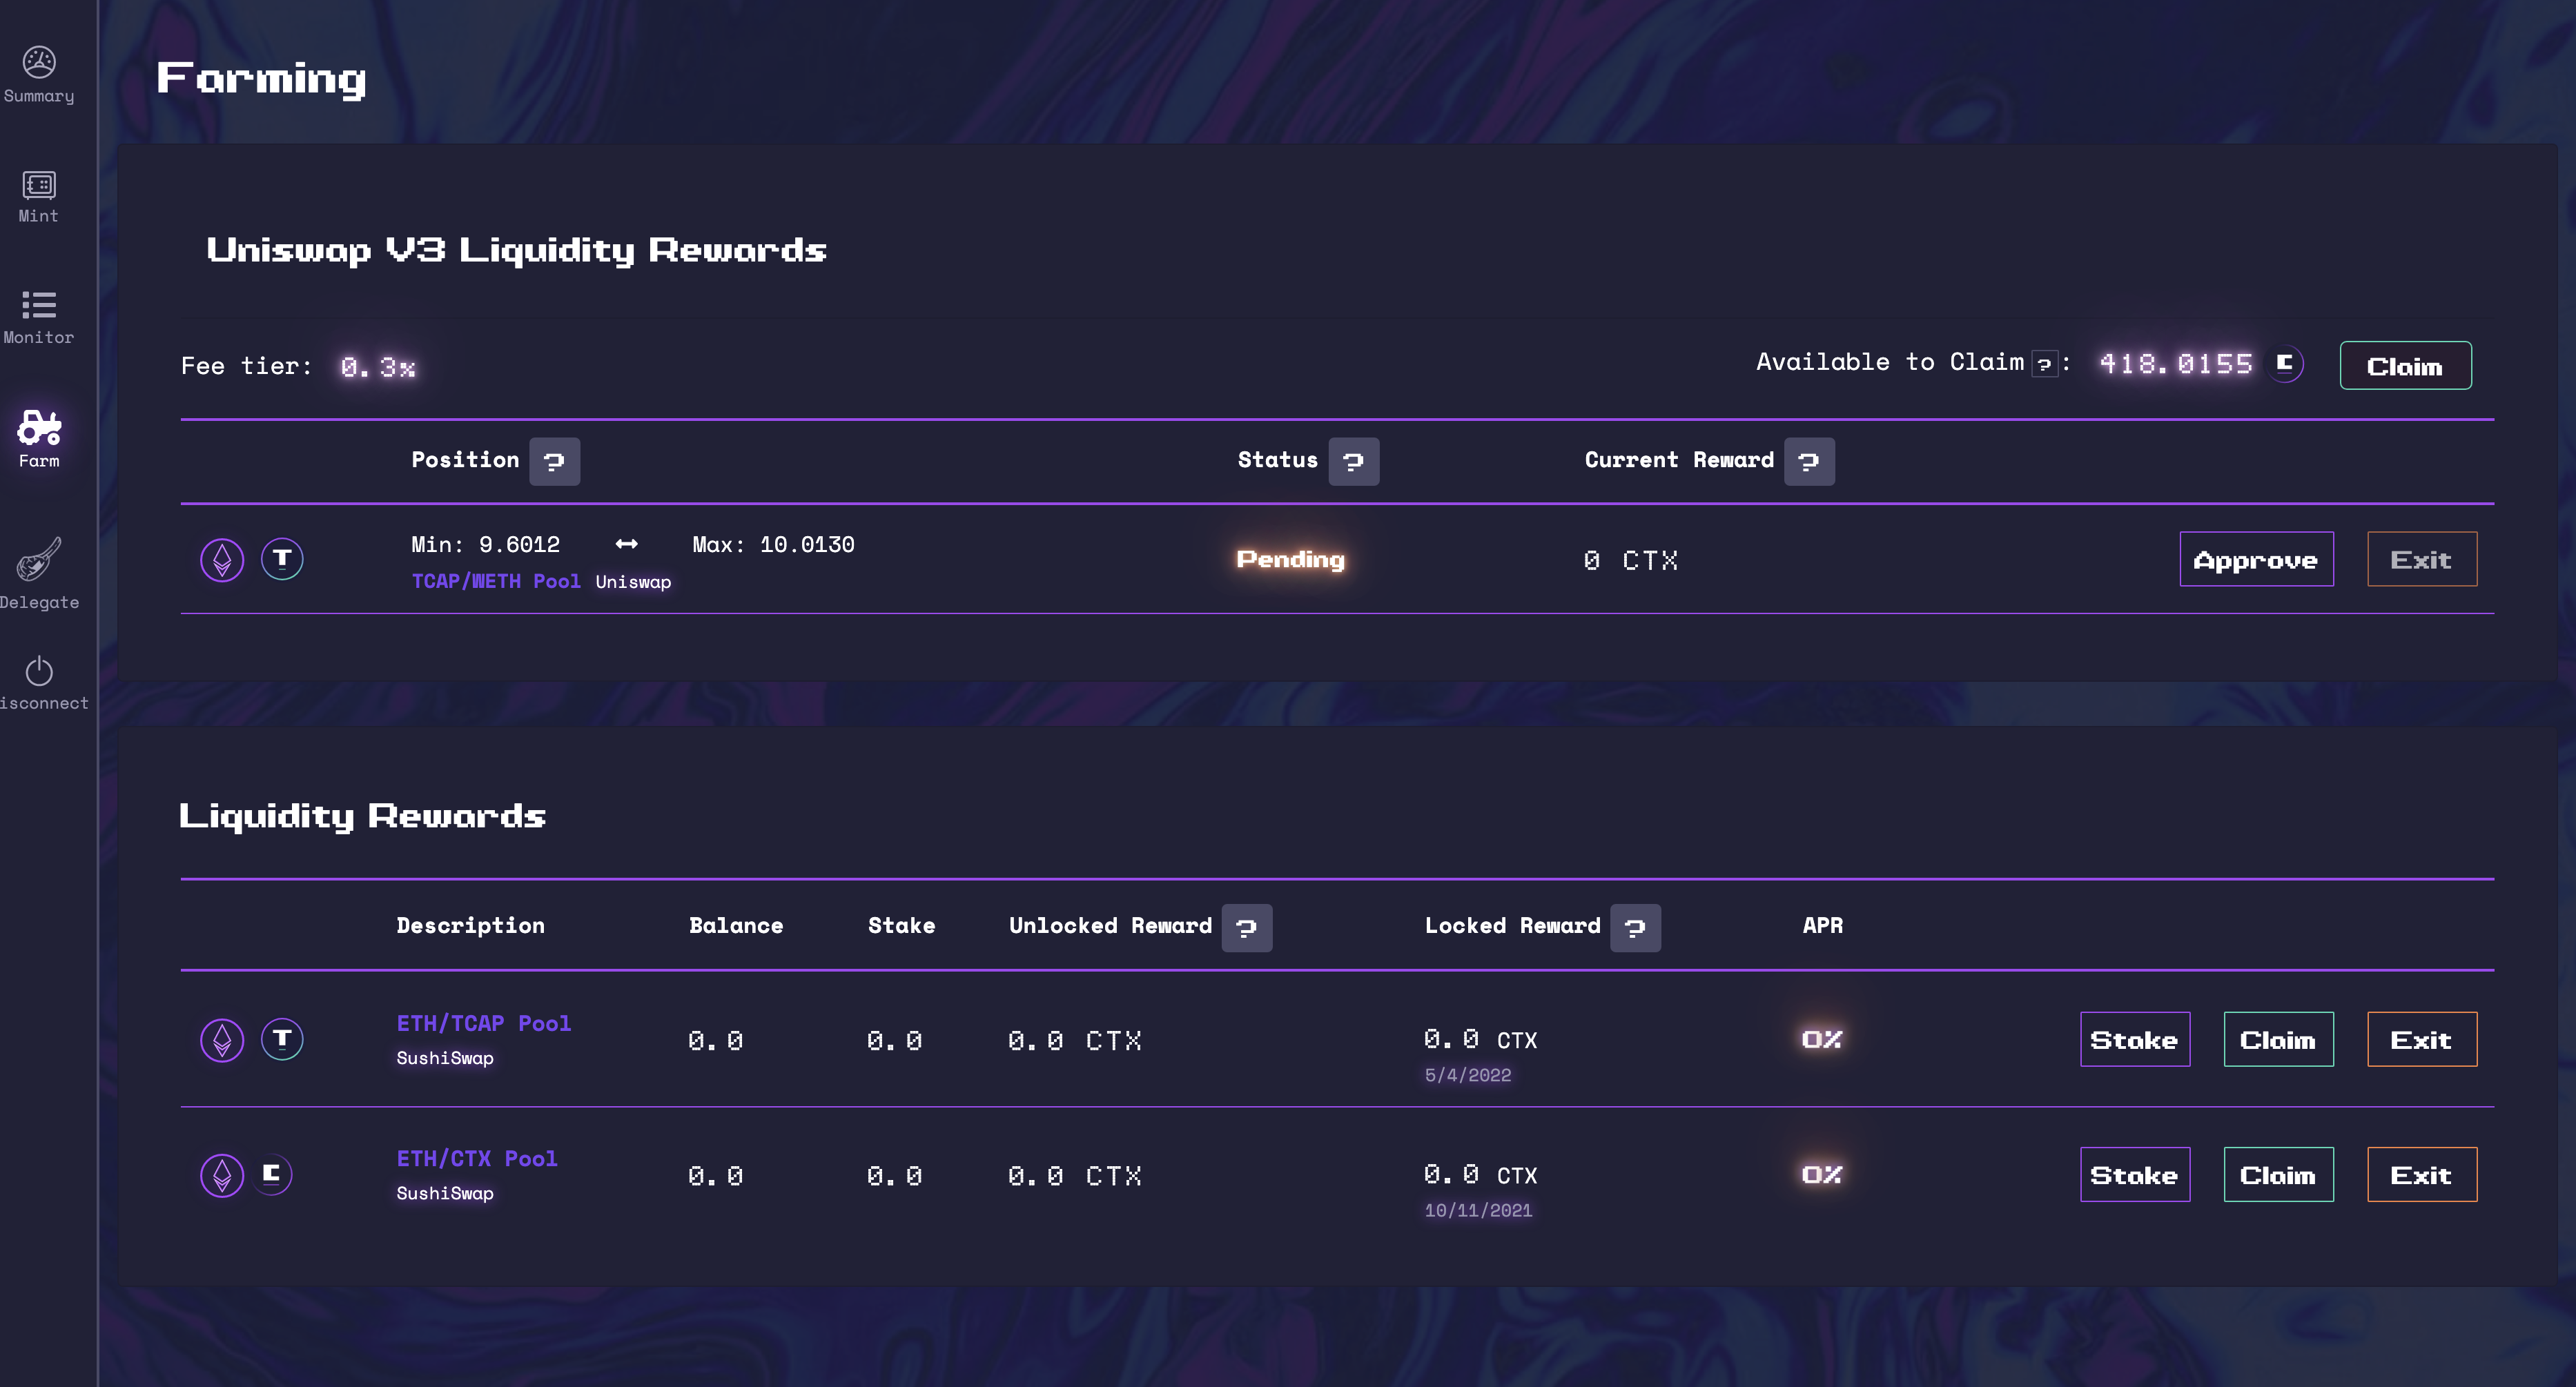 Farming
Summary
Mint
Monitor
Farm
Delegate
isconnect
Uniswap V3 Liquidity Rewards
Fee tier: 0.3%
Available to Claim ?: 418.0155 C Claim
Position ? Status ? Current Reward ?
T Min: 9.6012 ↔ Max: 10.0130 Pending 0 CTX Approve Exit
TCAP/WETH Pool Uniswap
Liquidity Rewards
Description Balance Stake Unlocked Reward ? Locked Reward ? APR
T ETH/TCAP Pool 0.0 0.0 0.0 CTX 0.0 CTX 0% Stake Claim Exit
SushiSwap 5/4/2022
C ETH/CTX Pool 0.0 0.0 0.0 CTX 0.0 CTX 0% Stake Claim Exit
SushiSwap 10/11/2021